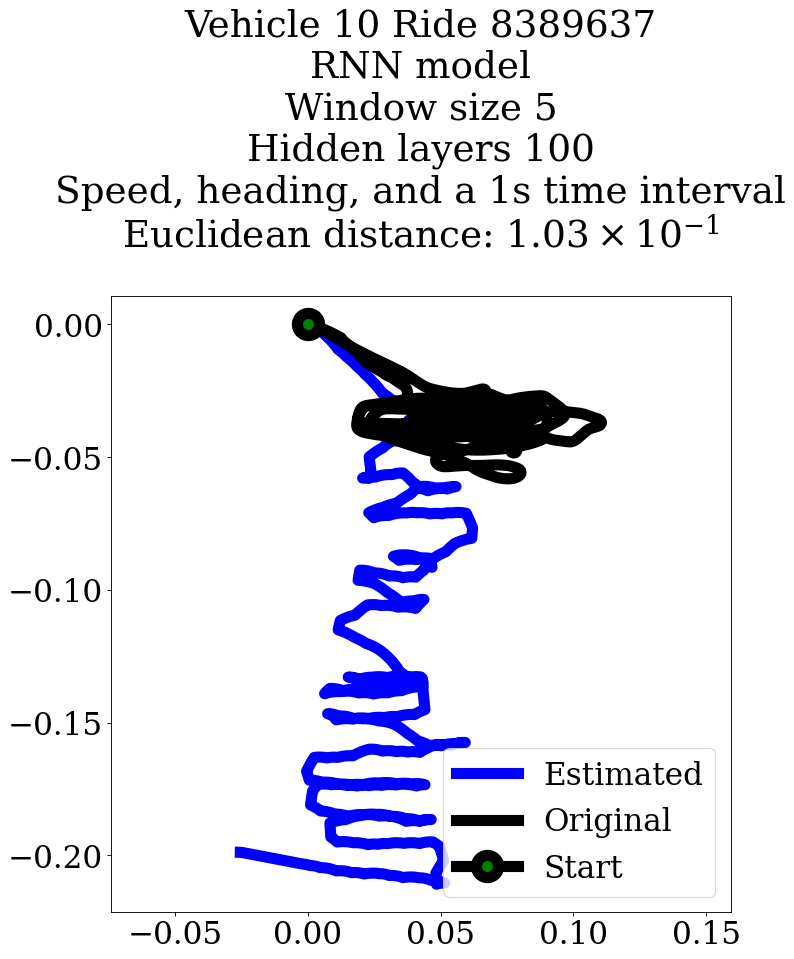 Vehicle 10 Ride 8389637
RNN model
Window size 5
Hidden layers 100
Speed, heading, and a 1s time interval
Euclidean distance: 1.03 × 10⁻¹
0.00
−0.05
−0.10
−0.15
−0.20
Estimated
Original
Start
−0.05 0.00 0.05 0.10 0.15